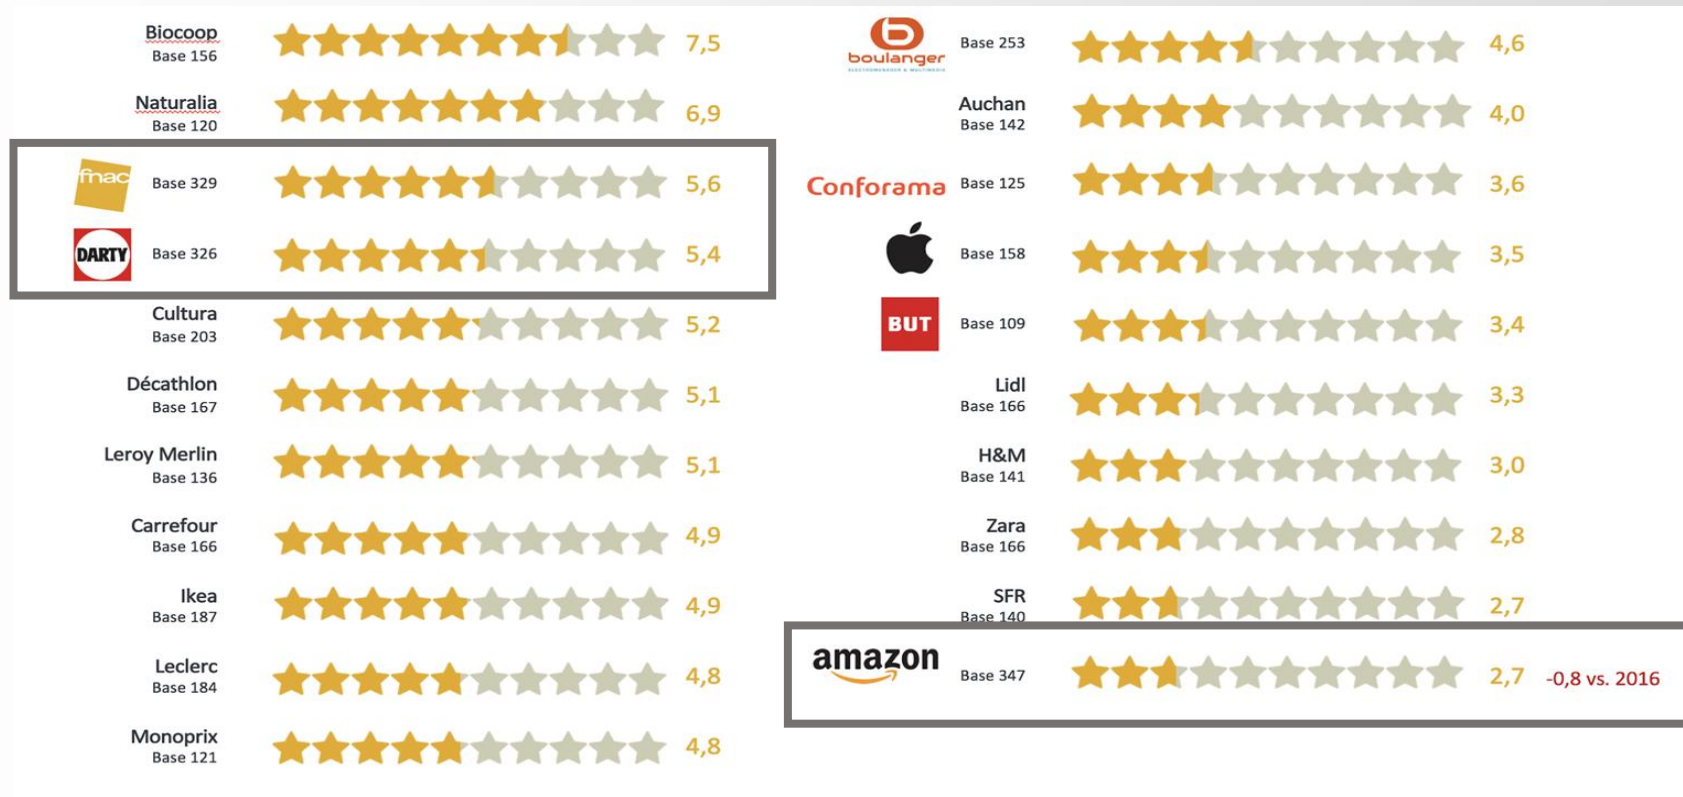 Biocoop
Base 156
7,5
Naturalia
Base 120
6,9
fnac
Base 329
5,6
DARTY
Base 326
5,4
Cultura
Base 203
5,2
Décathlon
Base 167
5,1
Leroy Merlin
Base 136
5,1
Carrefour
Base 166
4,9
Ikea
Base 187
4,9
Leclerc
Base 184
4,8
Monoprix
Base 121
4,8
boulanger
ELECTROMÉNAGER & MULTIMÉDIA
Base 253
4,6
Auchan
Base 142
4,0
Conforama
Base 125
3,6
Base 158
3,5
BUT
Base 109
3,4
Lidl
Base 166
3,3
H&M
Base 141
3,0
Zara
Base 166
2,8
SFR
Base 140
2,7
amazon
Base 347
2,7 -0,8 vs. 2016